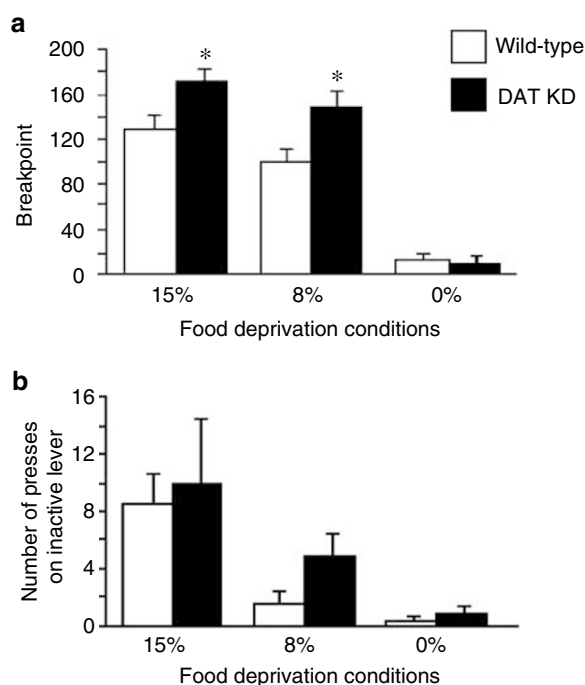 a
200
160
120
80
40
0
Breakpoint
*
*
Wild-type
DAT KD
15%
8%
0%
Food deprivation conditions
b
16
12
8
4
0
Number of presses
on inactive lever
15%
8%
0%
Food deprivation conditions